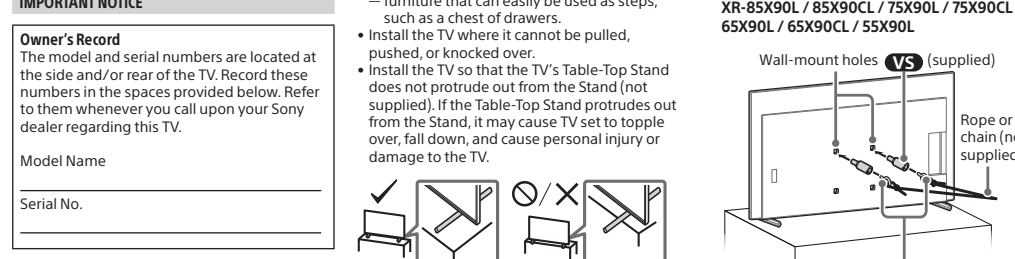 IMPORTANT NOTICE
Owner's Record
The model and serial numbers are located at
the side and/or rear of the TV. Record these
numbers in the spaces provided below. Refer
to them whenever you call upon your Sony
dealer regarding this TV.
Model Name
Serial No.
— furniture that can easily be used as steps,
such as a chest of drawers.
• Install the TV where it cannot be pulled,
pushed, or knocked over.
• Install the TV so that the TV's Table-Top Stand
does not protrude out from the Stand (not
supplied). If the Table-Top Stand protrudes out
from the Stand, it may cause TV set to topple
over, fall down, and cause personal injury or
damage to the TV.
XR-85X90L / 85X90CL / 75X90L / 75X90CL
65X90L / 65X90CL / 55X90L
Wall-mount holes VS (supplied)
Rope or
chain
supplied